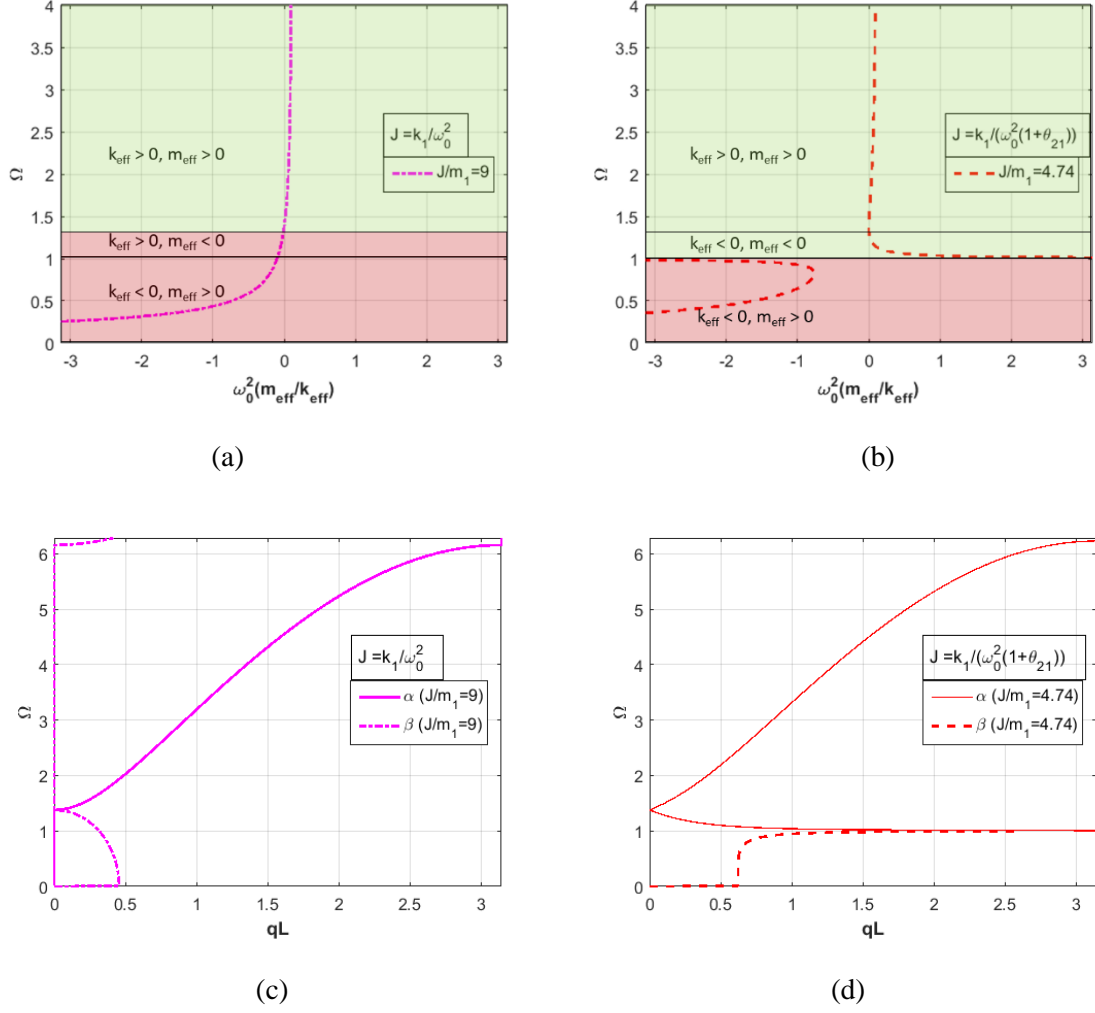 4
3.5
3
2.5
2
1.5
1
0.5
0
Ω
k_eff > 0, m_eff > 0
k_eff > 0, m_eff < 0
k_eff < 0, m_eff > 0
J =k_1/ω_0^2
J/m_1=9
-3 -2 -1 0 1 2 3
ω_0^2(m_eff/k_eff)
(a)
4
3.5
3
2.5
2
1.5
1
0.5
0
Ω
k_eff > 0, m_eff > 0
k_eff < 0, m_eff < 0
k_eff < 0, m_eff > 0
J =k_1/(ω_0^2(1+θ_21))
J/m_1=4.74
-3 -2 -1 0 1 2 3
ω_0^2(m_eff/k_eff)
(b)
6
5
4
3
2
1
0
Ω
J =k_1/ω_0^2
α (J/m_1=9)
β (J/m_1=9)
0 0.5 1 1.5 2 2.5 3
qL
(c)
6
5
4
3
2
1
0
Ω
J =k_1/(ω_0^2(1+θ_21))
α (J/m_1=4.74)
β (J/m_1=4.74)
0 0.5 1 1.5 2 2.5 3
qL
(d)